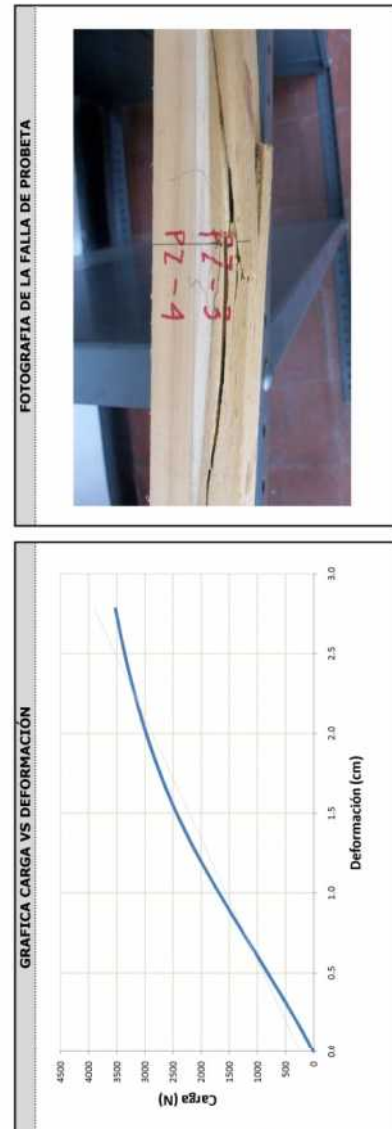 GRAFICA CARGA VS DEFORMACIÓN
Carga (N)
4500
4000
3500
3000
2500
2000
1500
1000
500
0
0.0 0.5 1.0 1.5 2.0 2.5 3.0
Deformación (cm)
FOTOGRAFIA DE LA FALLA DE PROBETA
PZ - 3